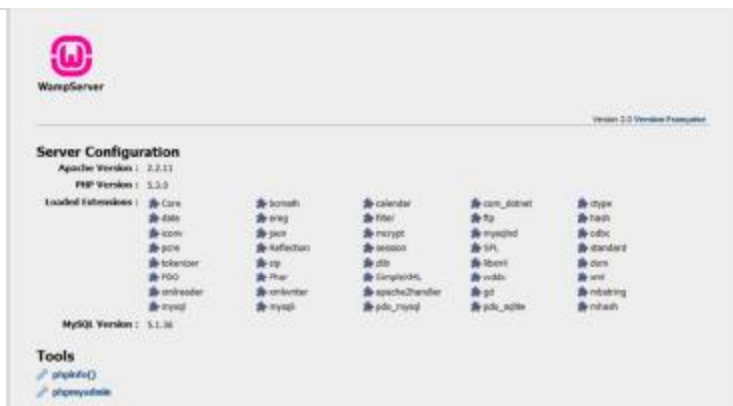 WampServer
Version 2.0 Version Française
Server Configuration
Apache Version : 2.2.11
PHP Version : 5.3.0
Loaded Extensions : Core bcmath calendar com_dotnet ctype
date ereg filter ftp hash
iconv json mcrypt mysqlnd odbc
pcre Reflection session SPL standard
tokenizer zip zlib libxml dom
PDO Phar SimpleXML wddx xml
xmlreader xmlwriter apache2handler gd mbstring
mysql mysqli pdo_mysql pdo_sqlite mhash
MySQL Version : 5.1.36
Tools
phpinfo()
phpmyadmin